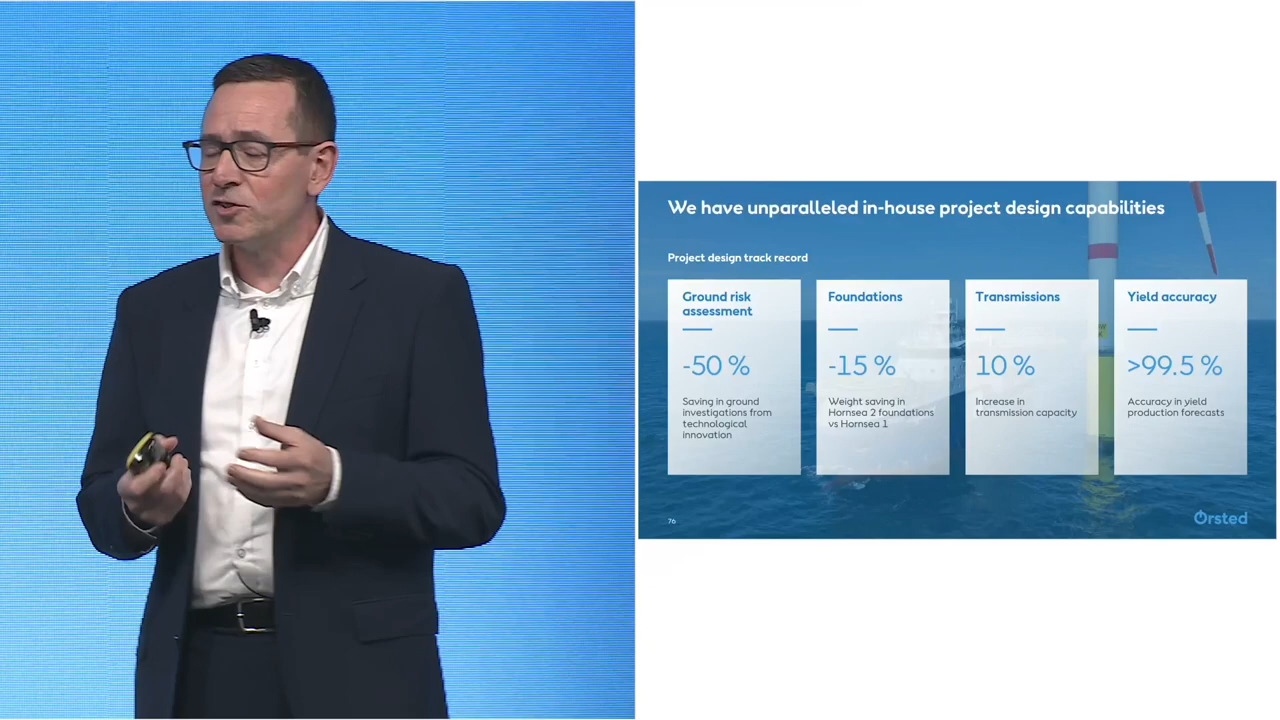 We have unparalleled in-house project design capabilities
Project design track record
Ground risk
assessment
-50 %
Saving in ground
investigations from
technological
innovation
Foundations
-15 %
Weight saving in
Hornsea 2 foundations
vs Hornsea 1
Transmissions
10 %
Increase in
transmission capacity
Yield accuracy
>99.5 %
Accuracy in yield
production forecasts
76
Ørsted